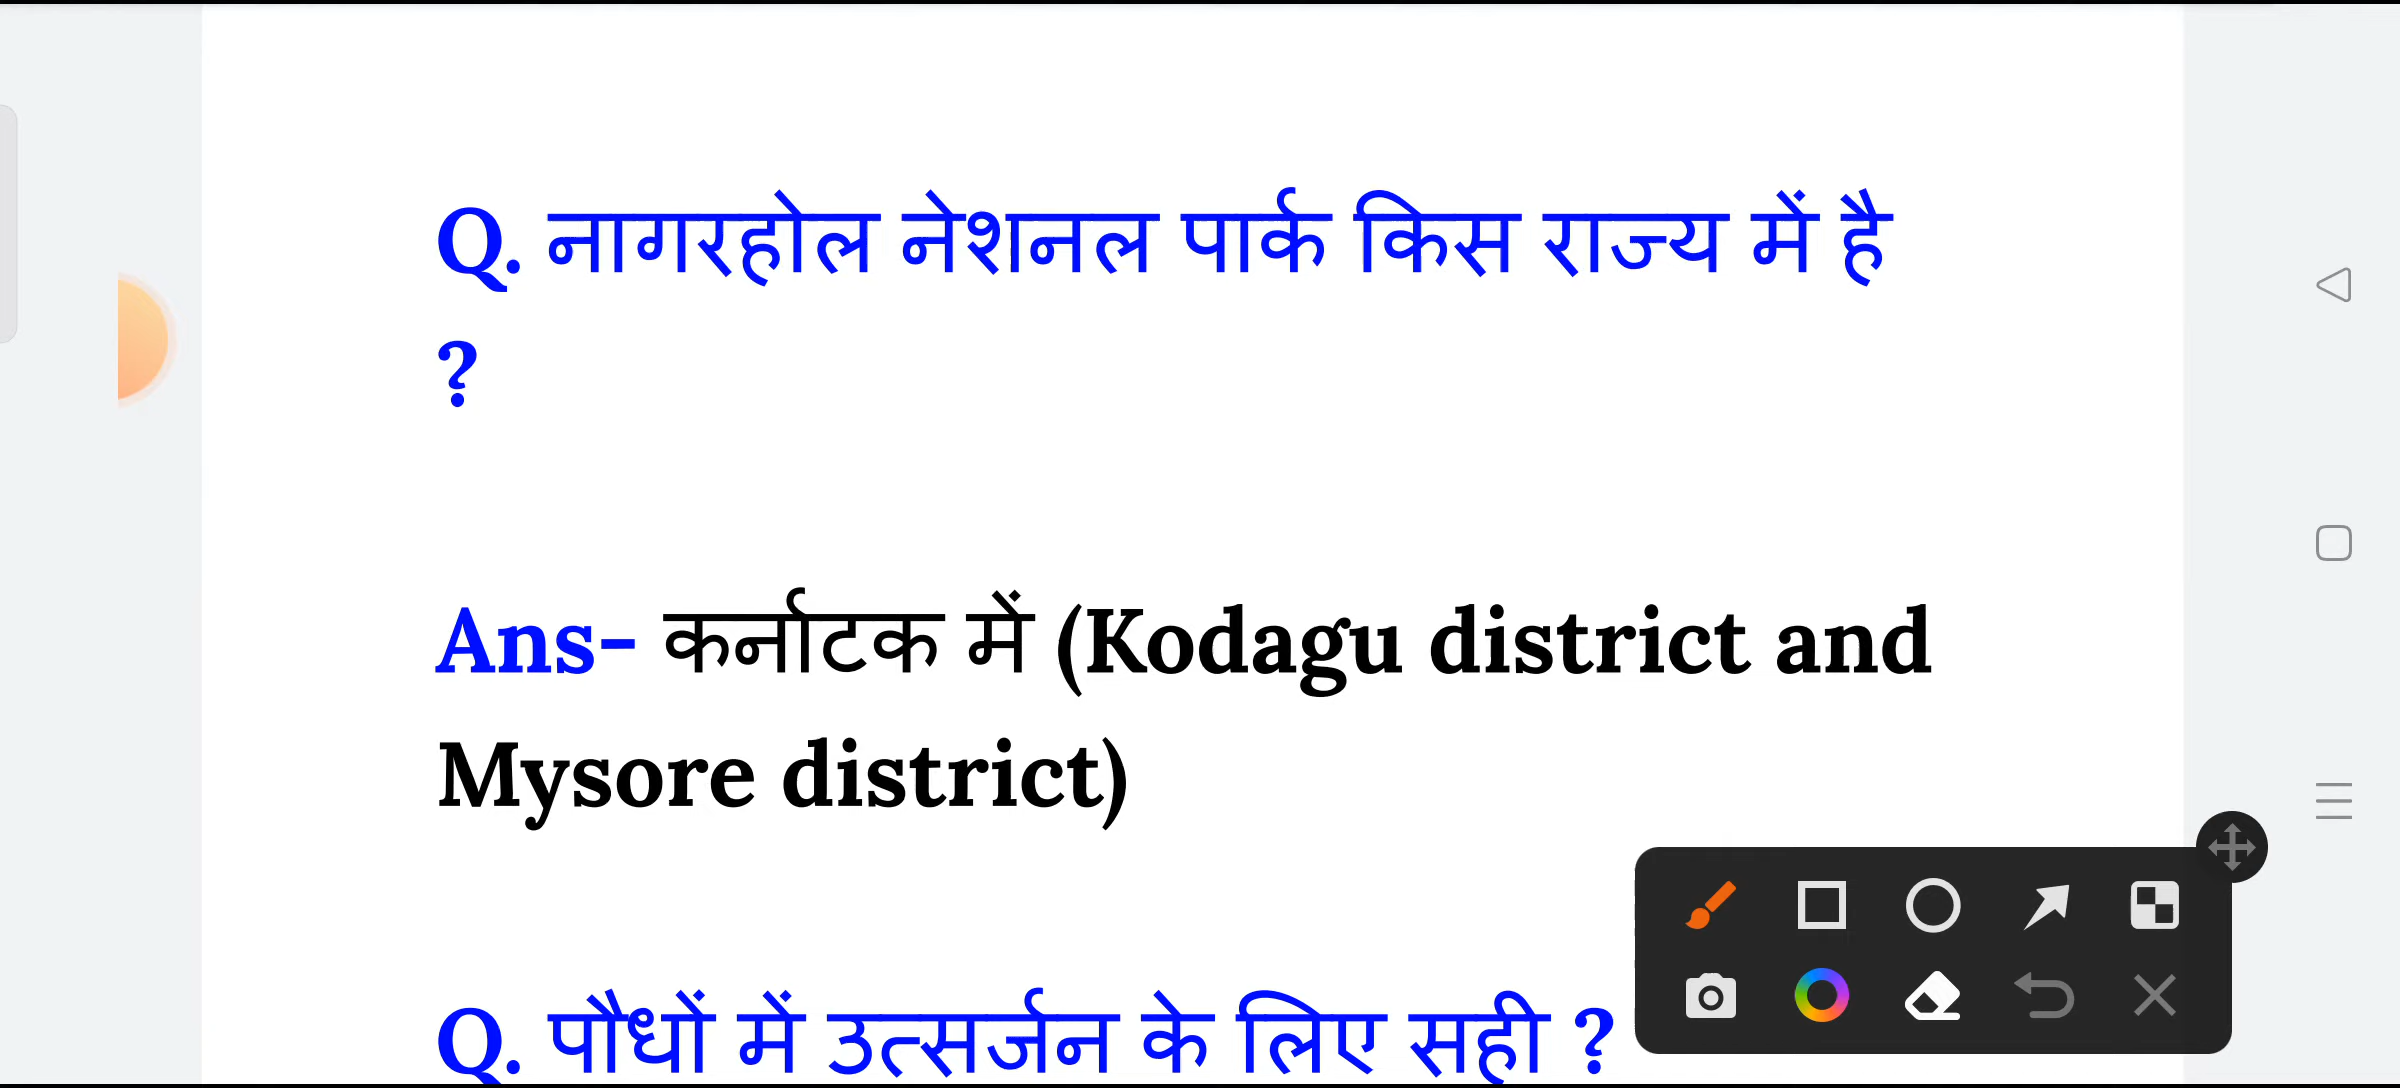 Q. नागरहोल नेशनल पार्क किस राज्य में है
?
Ans- कर्नाटक में (Kodagu district and
Mysore district)
Q. पौधों में उत्सर्जन के लिए सही ?